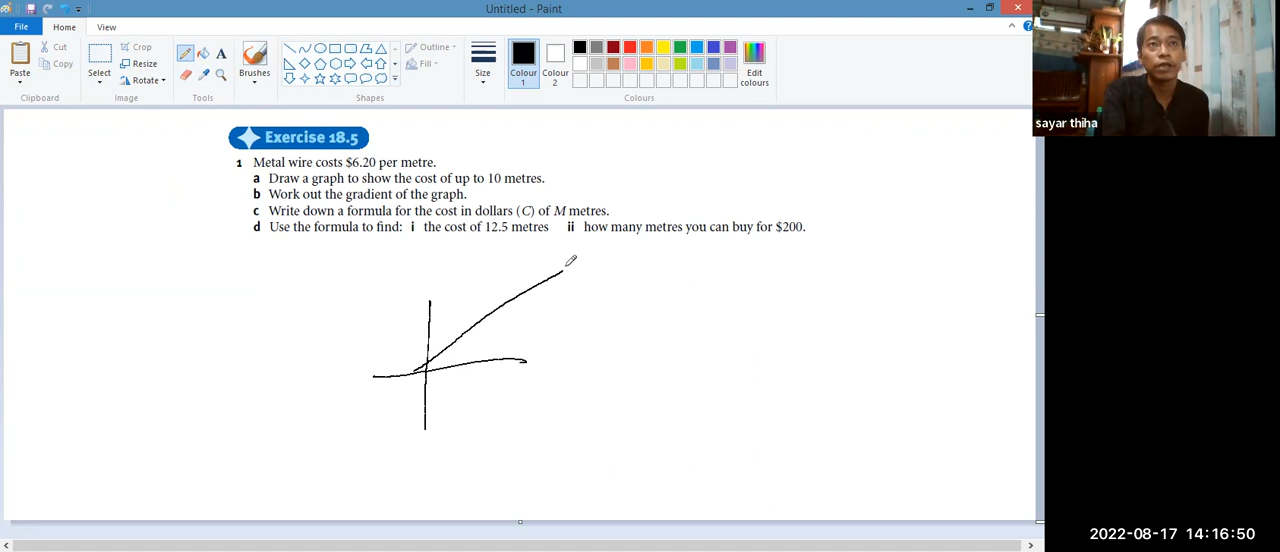 Untitled - Paint
File Home View
Paste
Cut
Copy
Clipboard
Select
Crop
Resize
Rotate
Image
A
Tools
Brushes
Shapes
Outline
Fill
Size
Colour 1
Colour 2
Edit colours
Colours
sayar thiha
Exercise 18.5
1 Metal wire costs $6.20 per metre.
a Draw a graph to show the cost of up to 10 metres.
b Work out the gradient of the graph.
c Write down a formula for the cost in dollars (C) of M metres.
d Use the formula to find: i the cost of 12.5 metres ii how many metres you can buy for $200.
2022-08-17 14:16:50